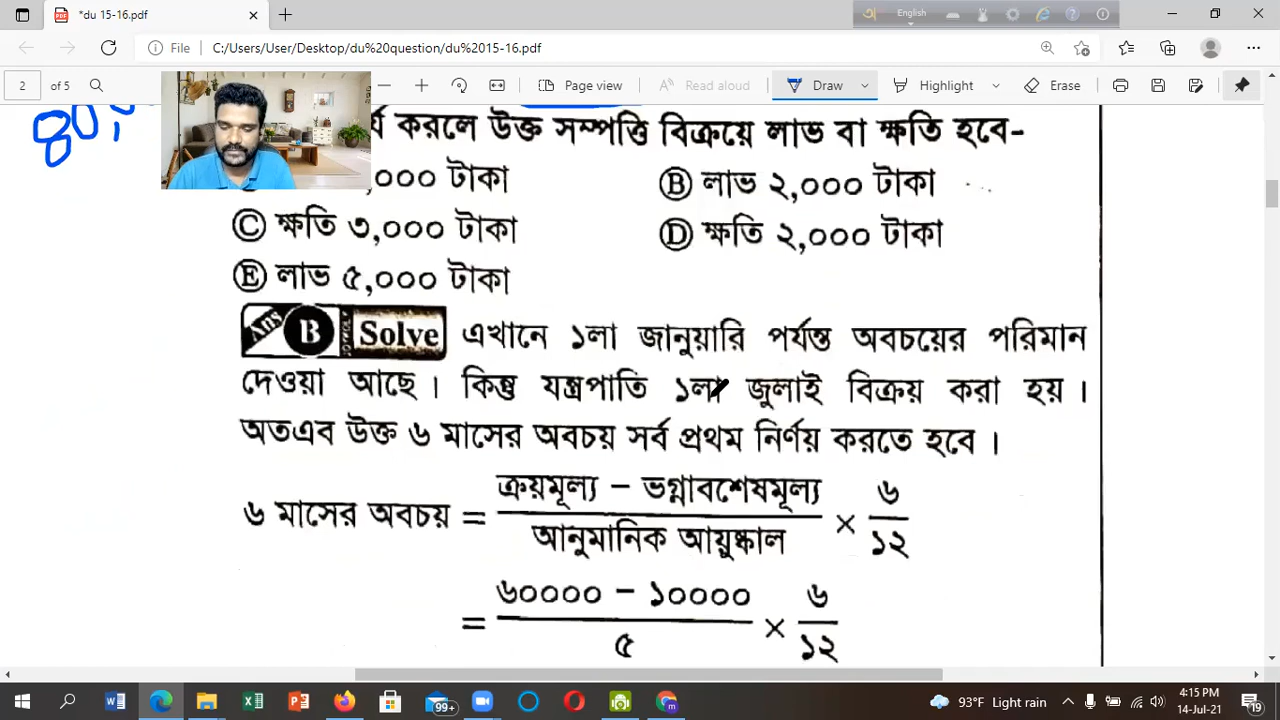 *du 15-16.pdf
English
File
C:/Users/User/Desktop/du%20question/du%2015-16.pdf
2 of 5
Page view
Read aloud
Draw
Highlight
Erase
করলে উক্ত সম্পত্তি বিক্রয়ে লাভ বা ক্ষতি হবে-
,০০০ টাকা
Ⓑ লাভ ২,০০০ টাকা
Ⓒ ক্ষতি ৩,০০০ টাকা
Ⓓ ক্ষতি ২,০০০ টাকা
Ⓔ লাভ ৫,০০০ টাকা
Ans B Solve এখানে ১লা জানুয়ারি পর্যন্ত অবচয়ের পরিমান
দেওয়া আছে। কিন্তু যন্ত্রপাতি ১লা জুলাই বিক্রয় করা হয়।
অতএব উক্ত ৬ মাসের অবচয় সর্ব প্রথম নির্ণয় করতে হবে।
৬ মাসের অবচয় = ক্রয়মূল্য − ভগ্নাবশেষমূল্য / আনুমানিক আয়ুষ্কাল × ৬/১২
= ৬০০০০ − ১০০০০ / ৫ × ৬/১২
99+
93°F Light rain
4:15 PM
14-Jul-21
19